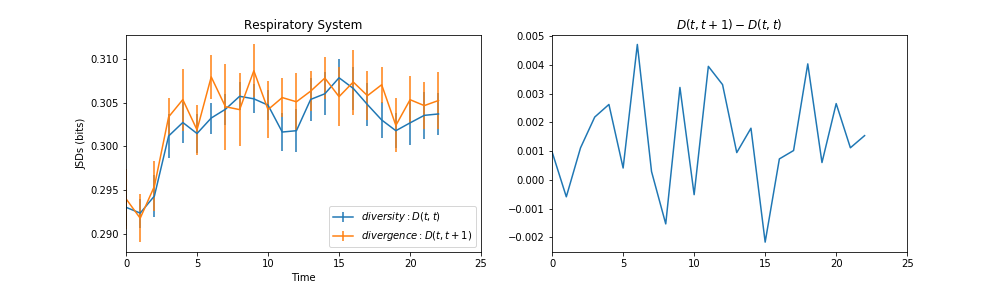 Respiratory System
JSDs (bits)
0.310
0.305
0.300
0.295
0.290
0 5 10 15 20 25
Time
diversity: D(t, t)
divergence: D(t, t + 1)
D(t, t + 1) − D(t, t)
0.005
0.004
0.003
0.002
0.001
0.000
−0.001
−0.002
0 5 10 15 20 25